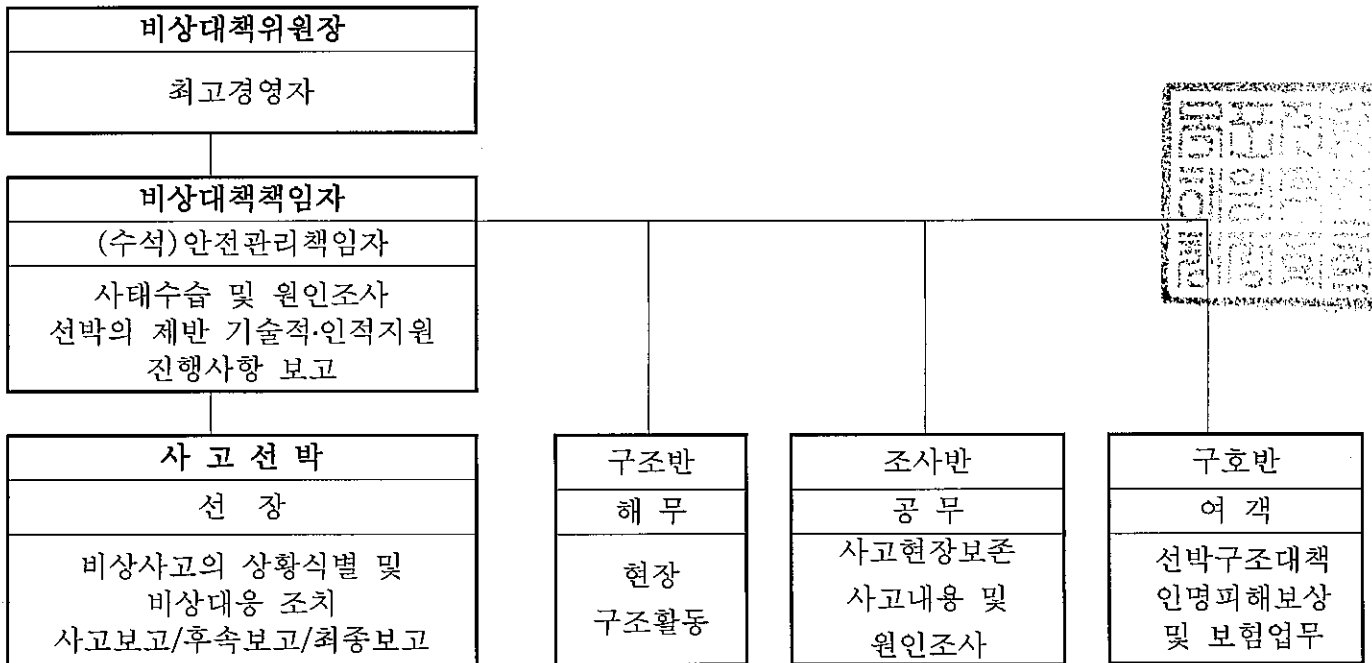 비상대책위원장
최고경영자
비상대책책임자
(수석)안전관리책임자
사태수습 및 원인조사
선박의 제반 기술적·인적지원
진행사항 보고
사 고 선 박
선 장
비상사고의 상황식별 및
비상대응 조치
사고보고/후속보고/최종보고
구조반
해 무
현장
구조활동
조사반
공 무
사고현장보존
사고내용 및
원인조사
구호반
여 객
선박구조대책
인명피해보상
및 보험업무